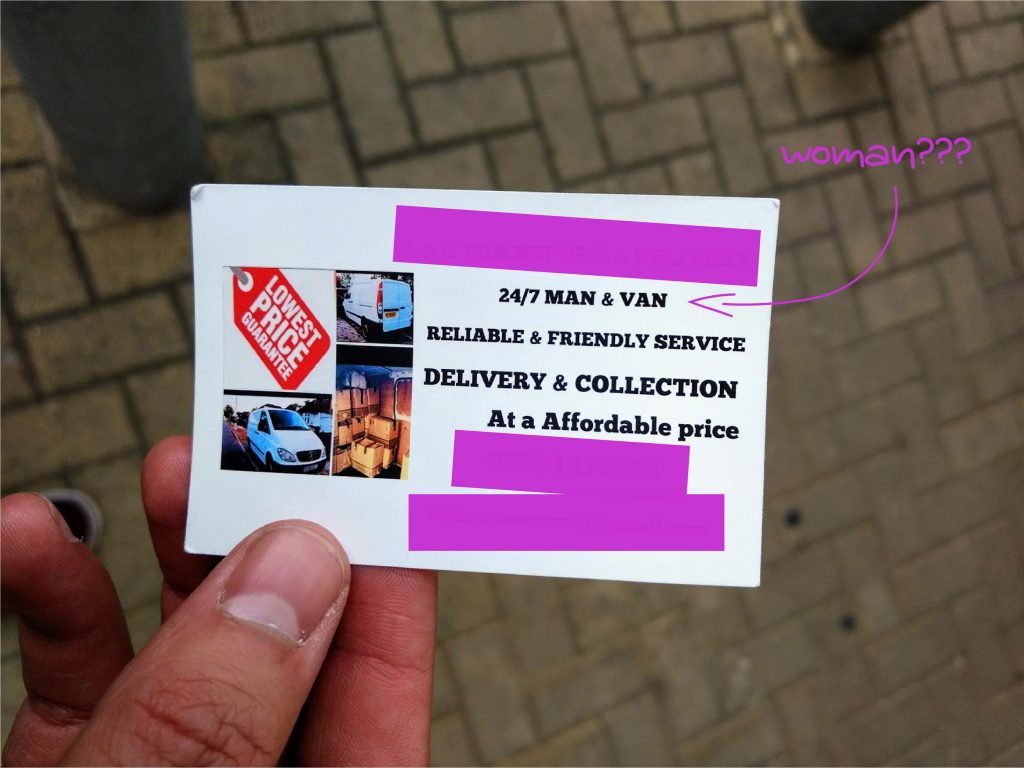 woman???
LOWEST
PRICE
GUARANTEE
24/7 MAN & VAN
RELIABLE & FRIENDLY SERVICE
DELIVERY & COLLECTION
At a Affordable price